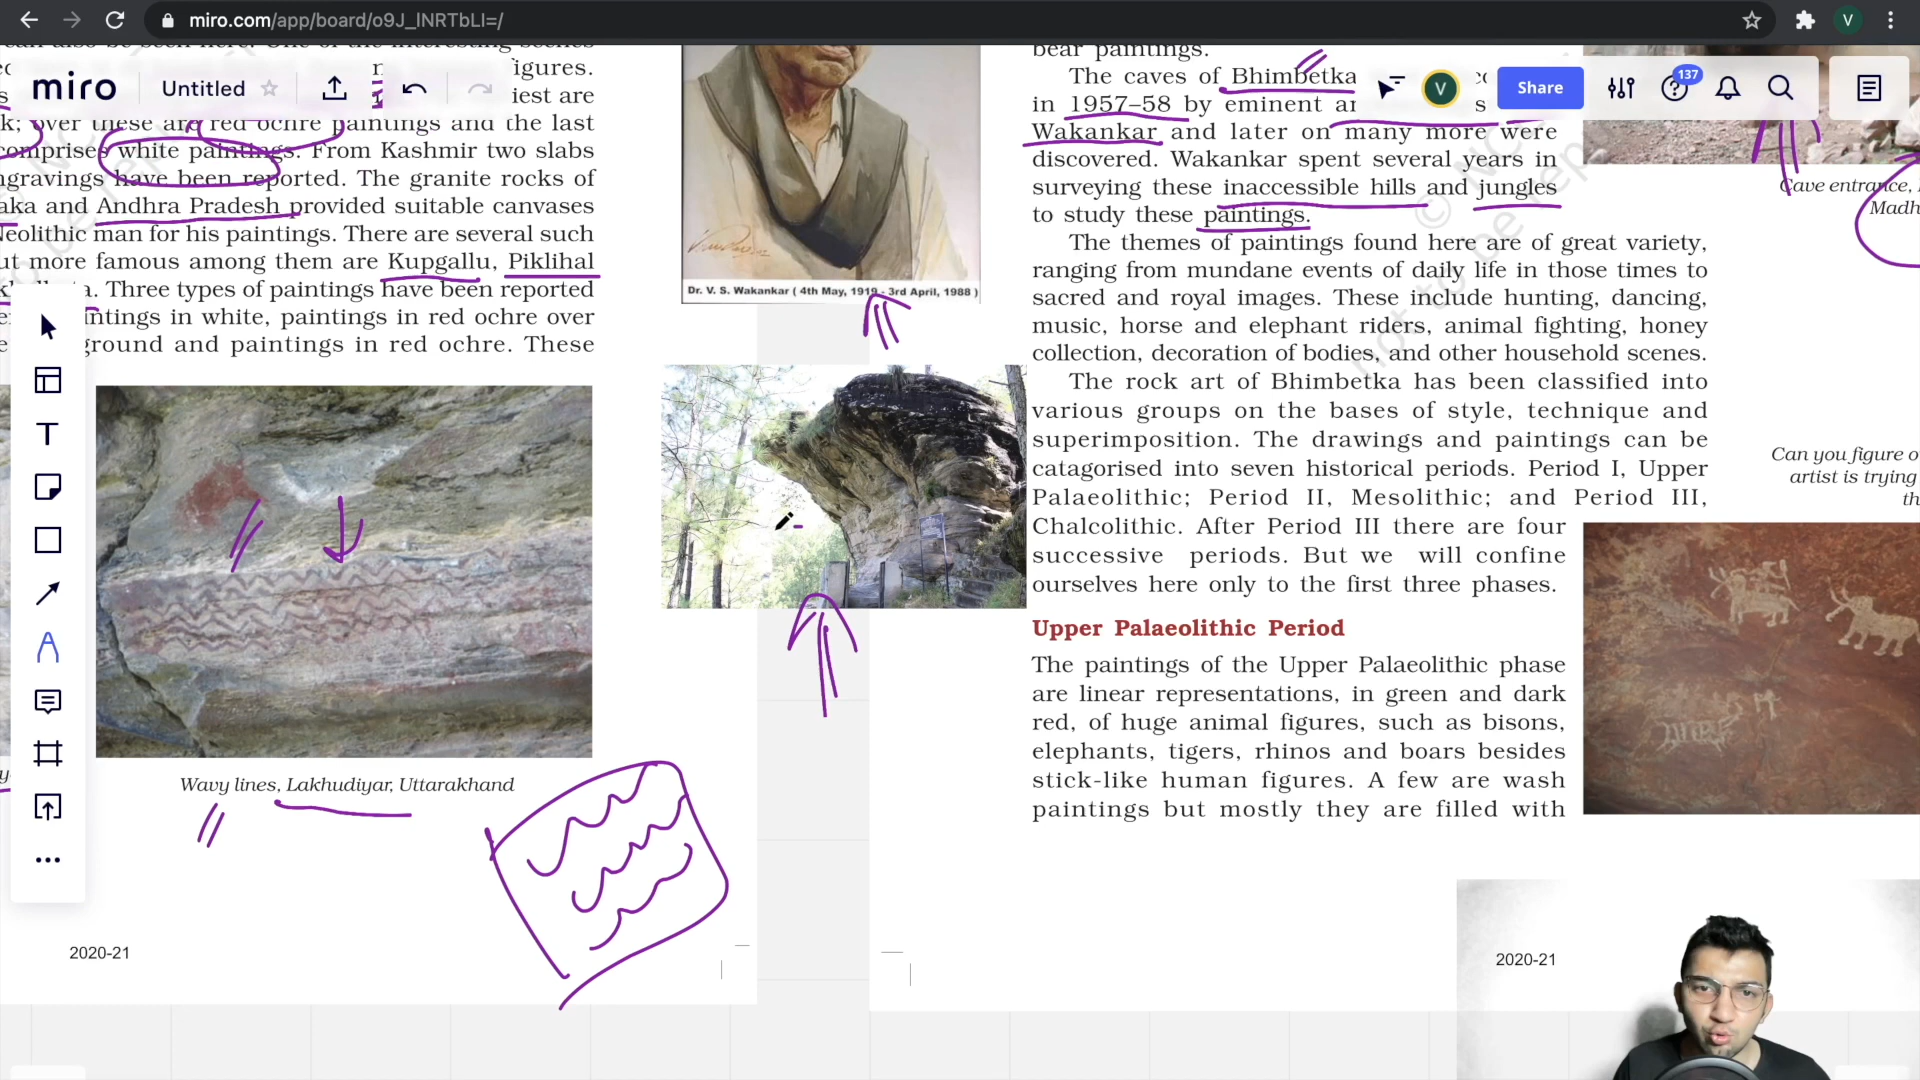 miro.com/app/board/o9J_lNRTbLI=/
V
miro
Untitled
V
Share
137
can also be seen here. One of the interesting scenes
igures.
iest are
k; over these are red ochre paintings and the last
comprises white paintings. From Kashmir two slabs
ngravings have been reported. The granite rocks of
aka and Andhra Pradesh provided suitable canvases
Neolithic man for his paintings. There are several such
ut more famous among them are Kupgallu, Piklihal
Three types of paintings have been reported
intings in white, paintings in red ochre over
ground and paintings in red ochre. These
Wavy lines, Lakhudiyar, Uttarakhand
2020-21
Dr. V. S. Wakankar ( 4th May, 1919 - 3rd April, 1988 )
bear paintings.
The caves of Bhimbetka
in 1957–58 by eminent
Wakankar and later on many more were
discovered. Wakankar spent several years in
surveying these inaccessible hills and jungles
to study these paintings.
The themes of paintings found here are of great variety,
ranging from mundane events of daily life in those times to
sacred and royal images. These include hunting, dancing,
music, horse and elephant riders, animal fighting, honey
collection, decoration of bodies, and other household scenes.
The rock art of Bhimbetka has been classified into
various groups on the bases of style, technique and
superimposition. The drawings and paintings can be
catagorised into seven historical periods. Period I, Upper
Palaeolithic; Period II, Mesolithic; and Period III,
Chalcolithic. After Period III there are four
successive periods. But we will confine
ourselves here only to the first three phases.
Upper Palaeolithic Period
The paintings of the Upper Palaeolithic phase
are linear representations, in green and dark
red, of huge animal figures, such as bisons,
elephants, tigers, rhinos and boars besides
stick-like human figures. A few are wash
paintings but mostly they are filled with
2020-21
Cave entrance,
Madh
Can you figure o
artist is trying
th